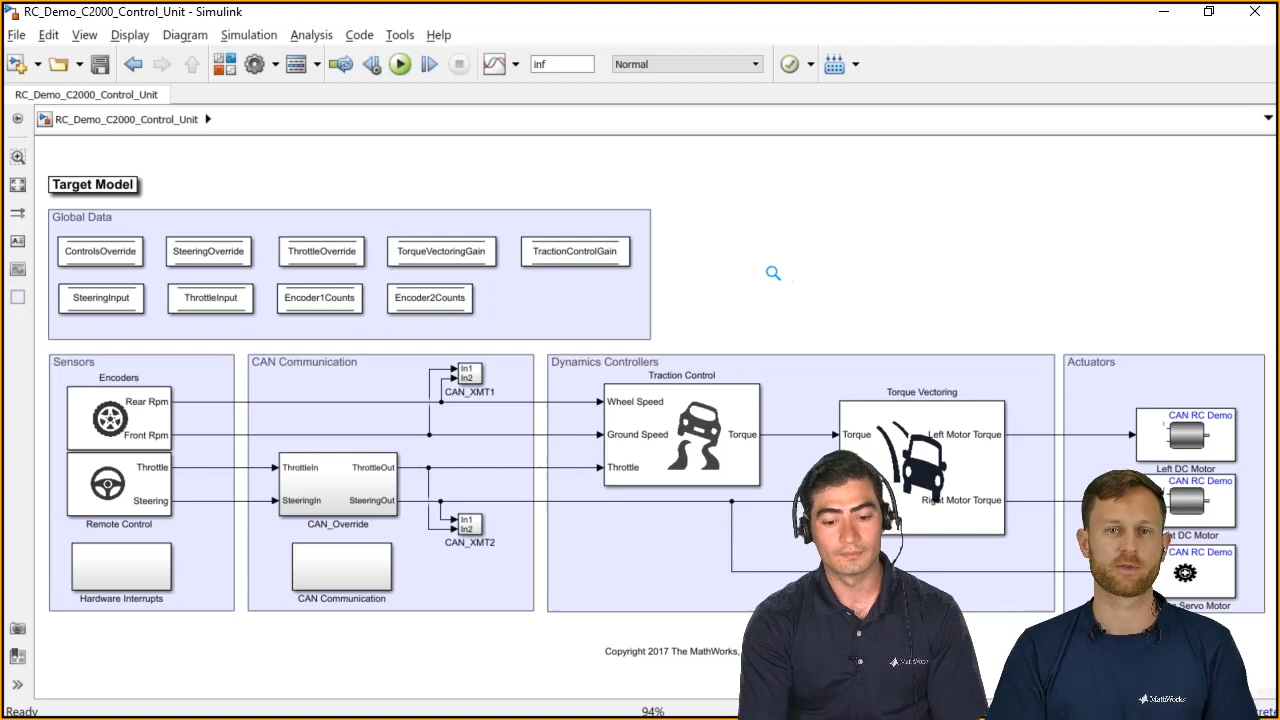 RC_Demo_C2000_Control_Unit - Simulink
File Edit View Display Diagram Simulation Analysis Code Tools Help
inf Normal
RC_Demo_C2000_Control_Unit
RC_Demo_C2000_Control_Unit
Target Model
Global Data
ControlsOverride SteeringOverride ThrottleOverride TorqueVectoringGain TractionControlGain
SteeringInput ThrottleInput Encoder1Counts Encoder2Counts
Sensors
Encoders
Rear Rpm
Front Rpm
Throttle
Steering
Remote Control
Hardware Interrupts
CAN Communication
In1
In2
CAN_XMT1
ThrottleIn ThrottleOut
SteeringIn SteeringOut
CAN_Override
In1
In2
CAN_XMT2
CAN Communication
Dynamics Controllers
Traction Control
Wheel Speed
Ground Speed Torque
Throttle
Torque Vectoring
Torque Left Motor Torque
Right Motor Torque
Actuators
CAN RC Demo
Left DC Motor
CAN RC Demo
DC Motor
CAN RC Demo
Servo Motor
Copyright 2017 The MathWorks,
MathWorks
MathWorks
Ready 94%